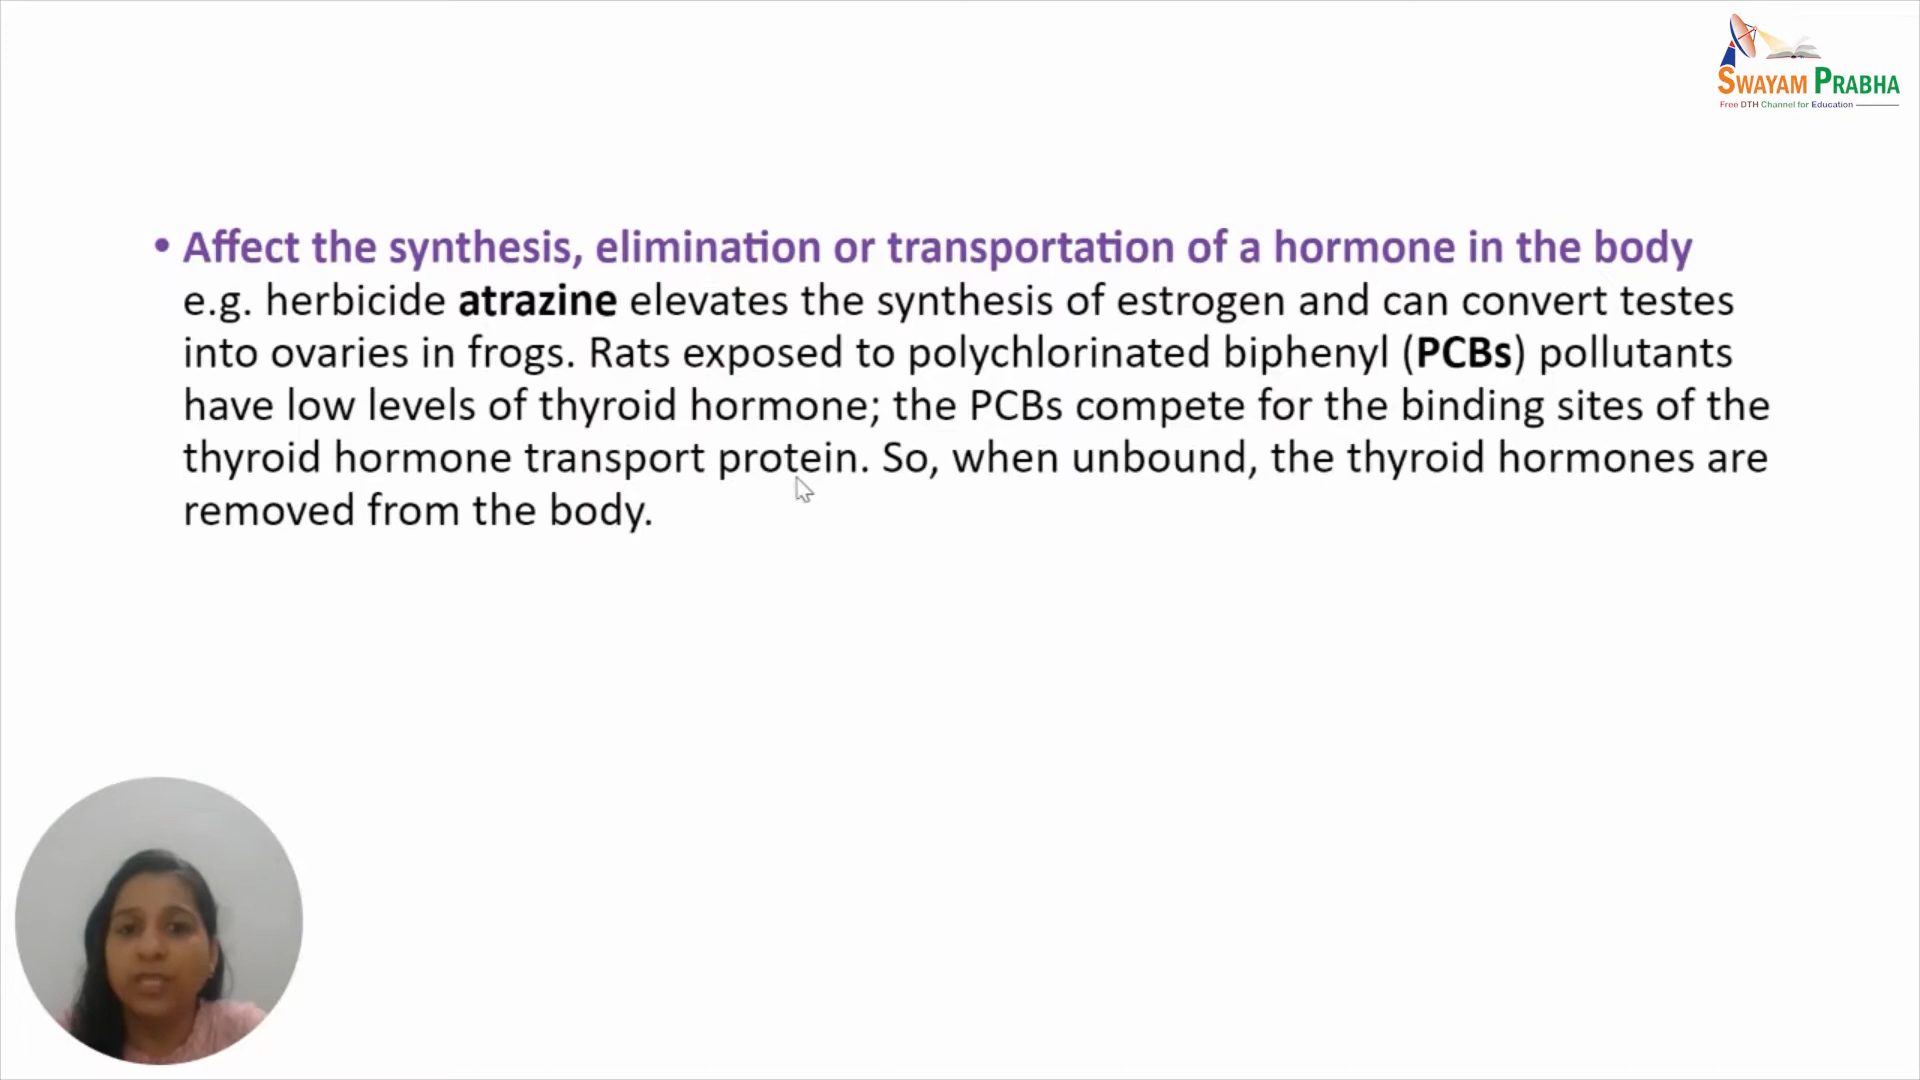 SWAYAM PRABHA
Free DTH Channel for Education
• Affect the synthesis, elimination or transportation of a hormone in the body
e.g. herbicide atrazine elevates the synthesis of estrogen and can convert testes
into ovaries in frogs. Rats exposed to polychlorinated biphenyl (PCBs) pollutants
have low levels of thyroid hormone; the PCBs compete for the binding sites of the
thyroid hormone transport protein. So, when unbound, the thyroid hormones are
removed from the body.